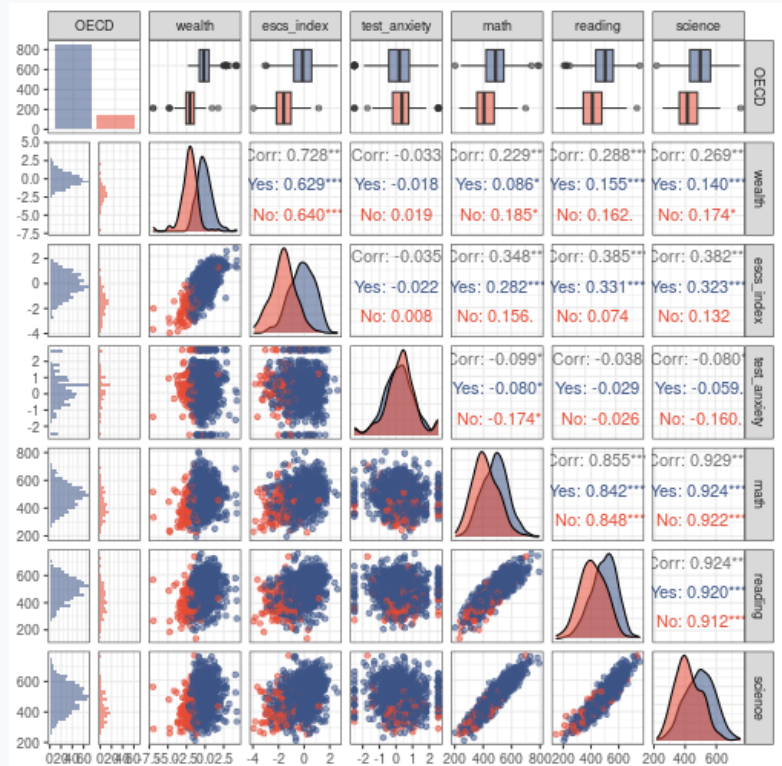 OECD wealth escs_index test_anxiety math reading science
800
600
400
200
0
OECD
5.0
2.5
0.0
-2.5
-5.0
-7.5
Corr: 0.728** Corr: -0.033 Corr: 0.229** Corr: 0.288** Corr: 0.269**
Yes: 0.629*** Yes: -0.018 Yes: 0.086* Yes: 0.155*** Yes: 0.140***
No: 0.640*** No: 0.019 No: 0.185* No: 0.162. No: 0.174*
wealth
2
0
-2
-4
Corr: -0.035 Corr: 0.348** Corr: 0.385** Corr: 0.382**
Yes: -0.022 Yes: 0.282*** Yes: 0.331*** Yes: 0.323***
No: 0.008 No: 0.156. No: 0.074 No: 0.132
escs_index
2
1
0
-1
-2
Corr: -0.099* Corr: -0.038 Corr: -0.080*
Yes: -0.080* Yes: -0.029 Yes: -0.059.
No: -0.174* No: -0.026 No: -0.160.
test_anxiety
800
600
400
200
Corr: 0.855** Corr: 0.929**
Yes: 0.842*** Yes: 0.924***
No: 0.848*** No: 0.922***
math
600
400
200
Corr: 0.924**
Yes: 0.920***
No: 0.912***
reading
600
400
200
science
-7.5 -5.0 -2.5 0.0 2.5 -4 -2 0 2 -2 -1 0 1 2 200 400 600 800 200 400 600 200 400 600